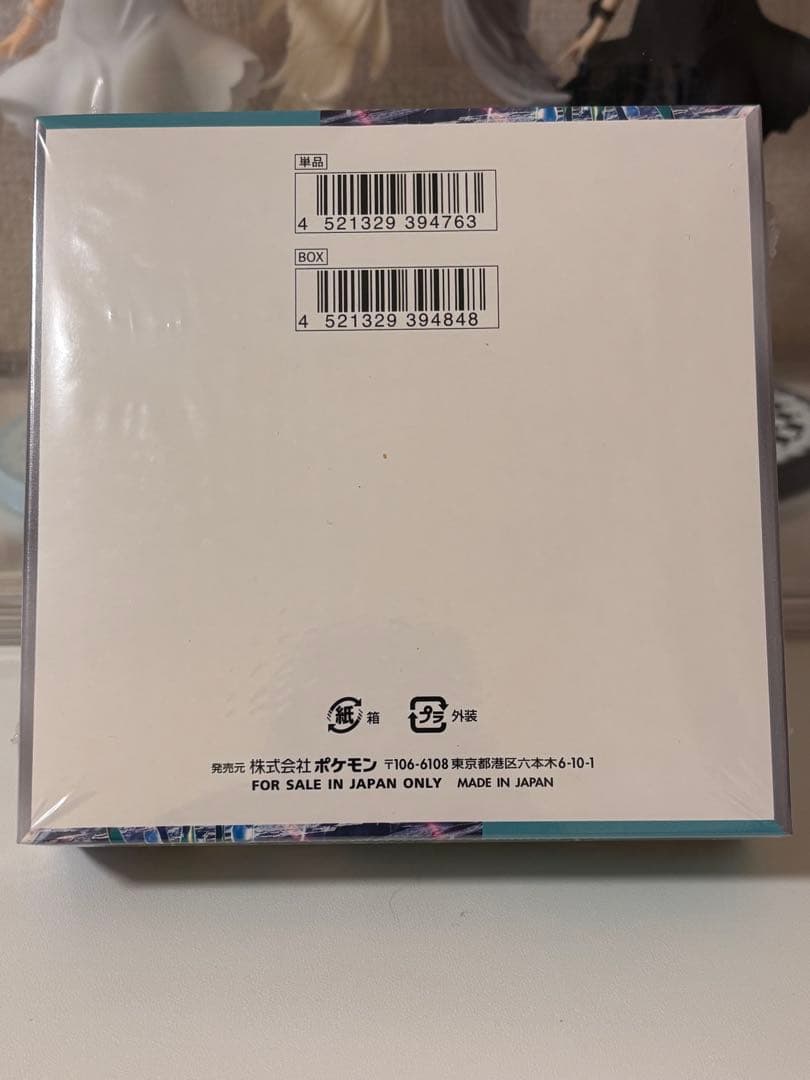 単品
4 521329 394763
BOX
4 521329 394848
紙 箱 プラ 外装
発売元 株式会社 ポケモン 〒106-6108 東京都港区六本木6-10-1
FOR SALE IN JAPAN ONLY MADE IN JAPAN